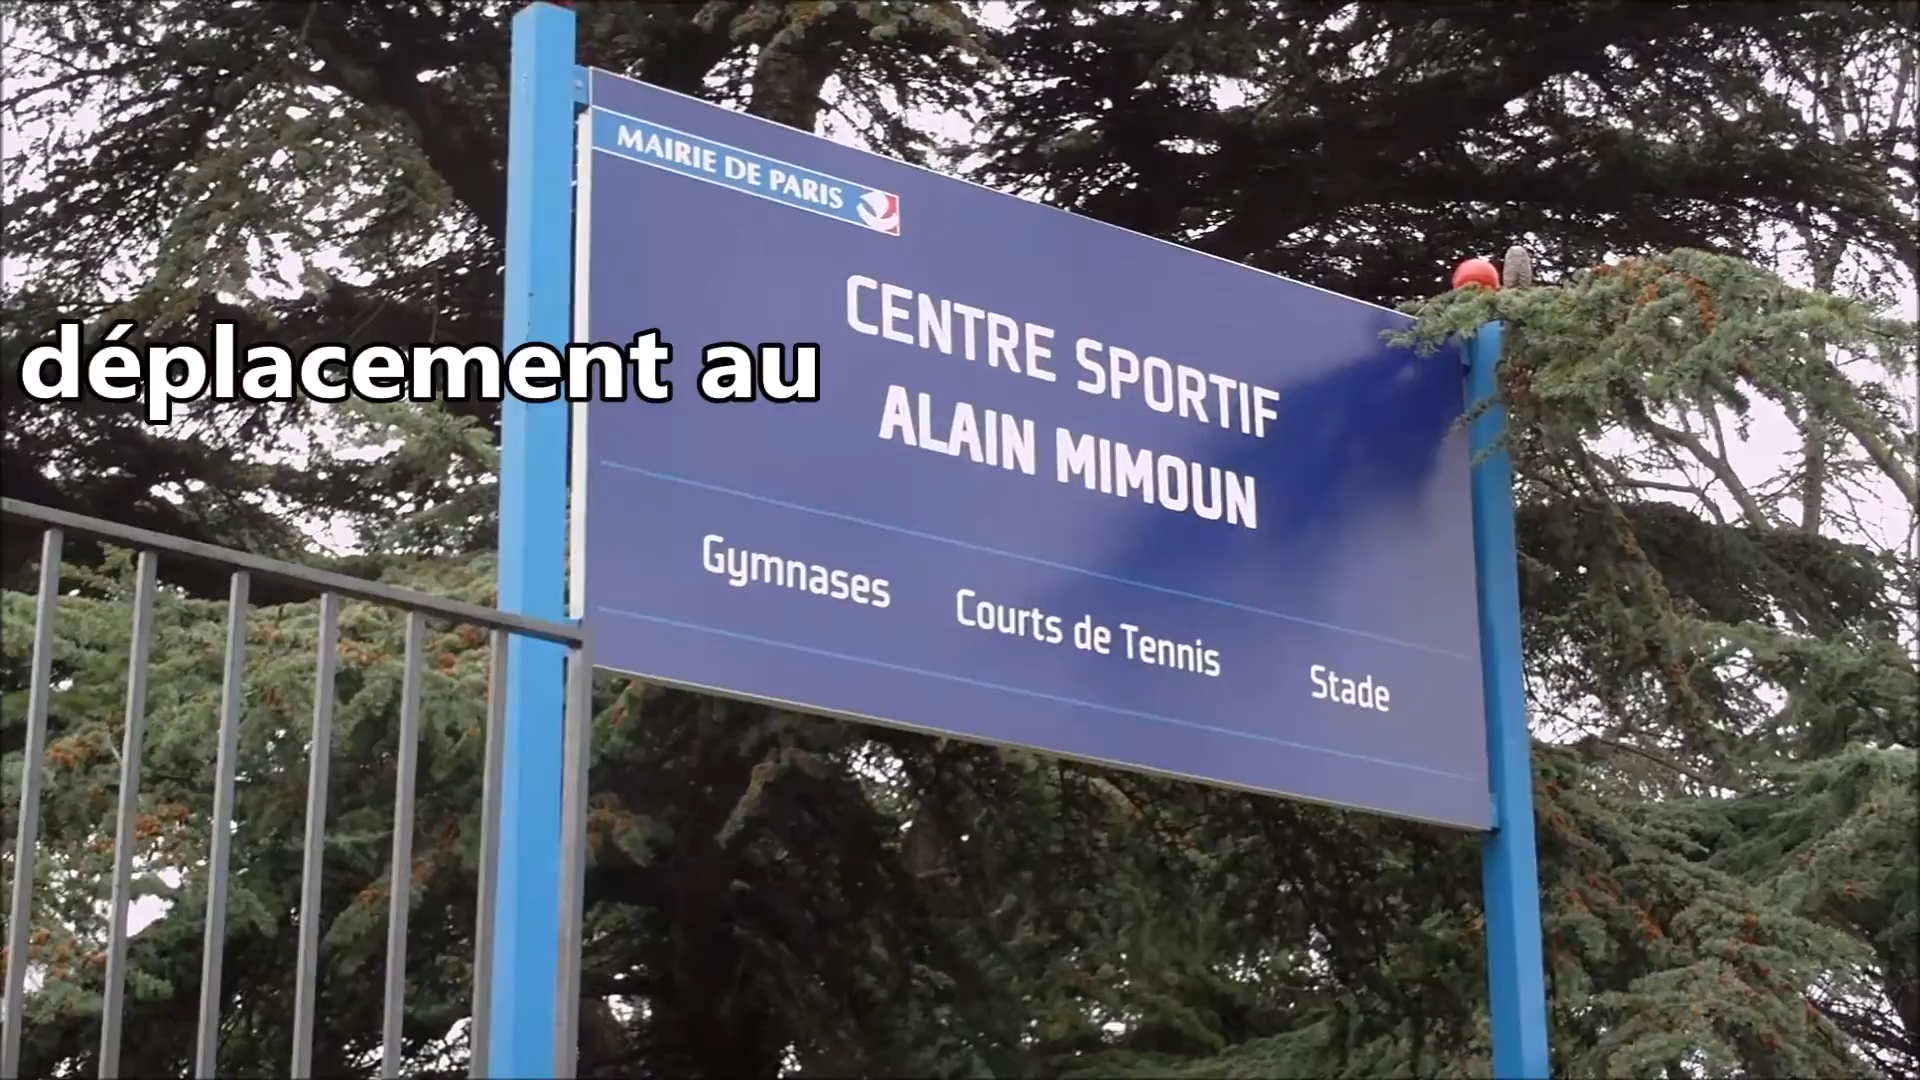 MAIRIE DE PARIS
déplacement au
CENTRE SPORTIF
ALAIN MIMOUN
Gymnases
Courts de Tennis
Stade